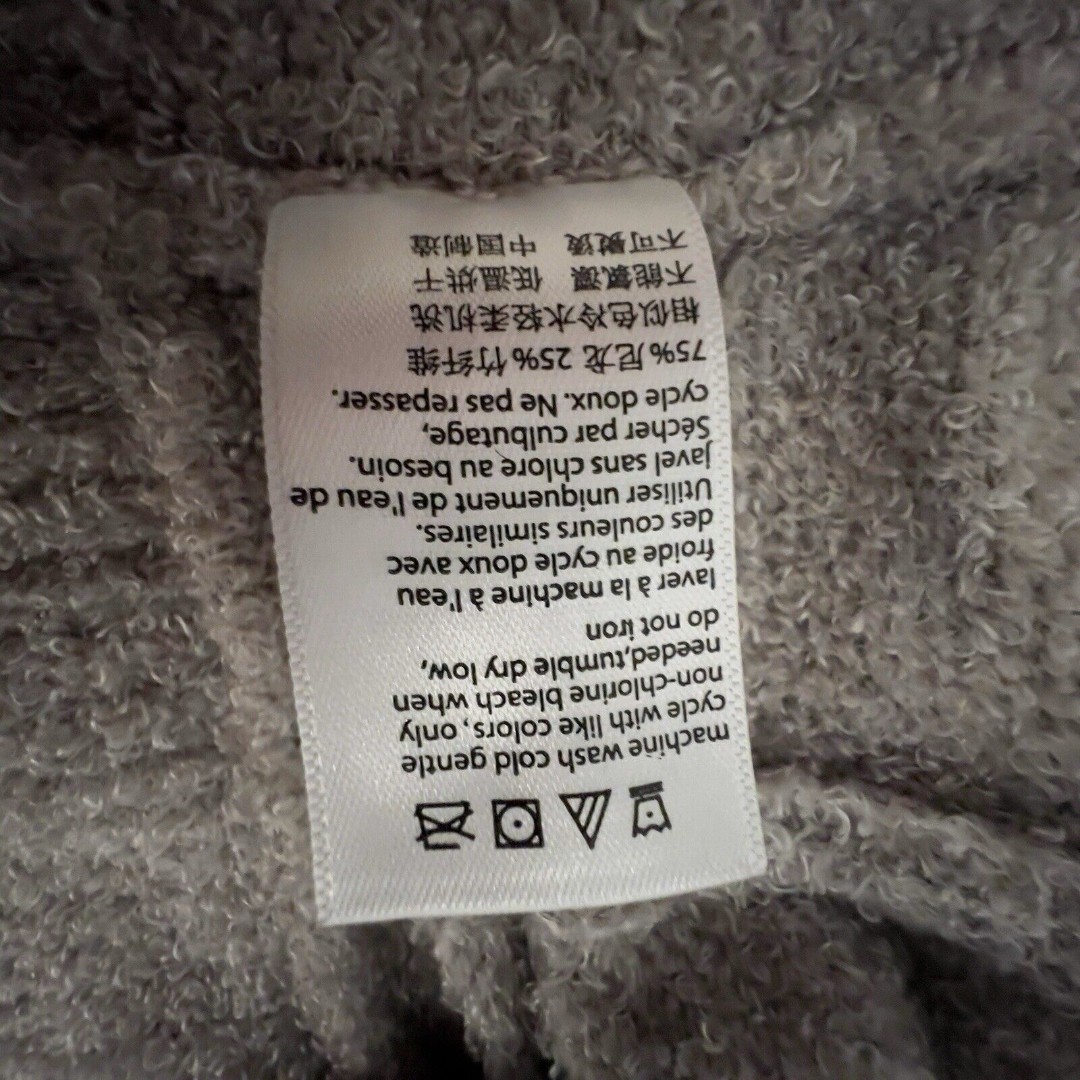 machine wash cold gentle
cycle with like colors, only
non-chlorine bleach when
needed,tumble dry low,
do not iron
laver à la machine à l'eau
froide au cycle doux avec
des couleurs similaires.
Utiliser uniquement de l'eau de
javel sans chlore au besoin.
Sécher par culbutage,
cycle doux. Ne pas repasser.
75%尼龙 25%竹纤维
相似色冷水轻柔机洗
不能氯漂 低温烘干
不可熨烫 中国制造